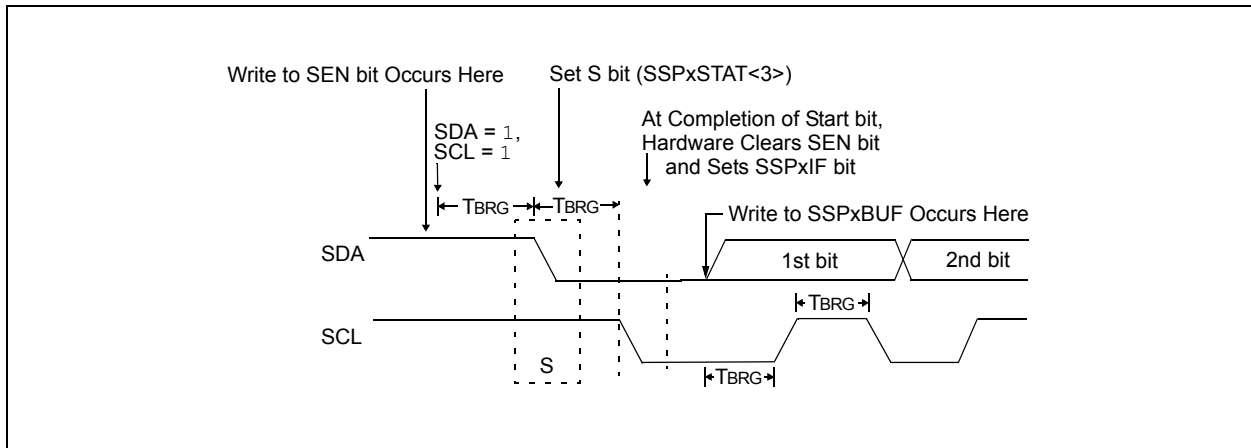 Write to SEN bit Occurs Here
Set S bit (SSPxSTAT<3>)
SDA = 1,
SCL = 1
At Completion of Start bit,
Hardware Clears SEN bit
and Sets SSPxIF bit
TBRG
TBRG
Write to SSPxBUF Occurs Here
SDA
1st bit
2nd bit
TBRG
SCL
S
TBRG